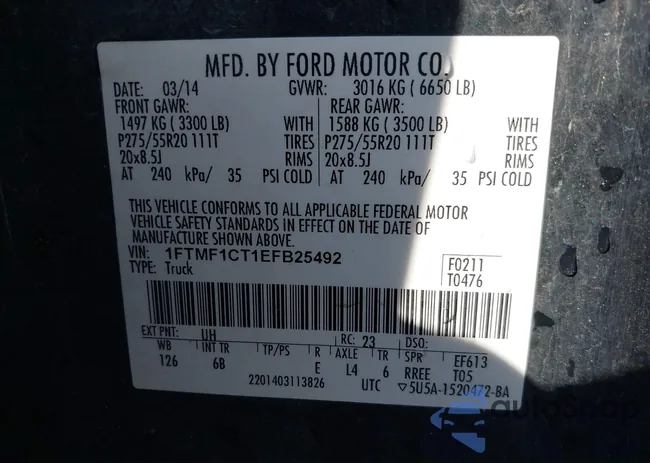 MFD. BY FORD MOTOR CO.
DATE: 03/14 GVWR: 3016 KG ( 6650 LB)
FRONT GAWR: REAR GAWR:
1497 KG ( 3300 LB) WITH 1588 KG ( 3500 LB) WITH
P275/55R20 111T TIRES P275/55R20 111T TIRES
20x8.5J RIMS 20x8.5J RIMS
AT 240 kPa/ 35 PSI COLD AT 240 kPa/ 35 PSI COLD
THIS VEHICLE CONFORMS TO ALL APPLICABLE FEDERAL MOTOR
VEHICLE SAFETY STANDARDS IN EFFECT ON THE DATE OF
MANUFACTURE SHOWN ABOVE.
VIN: 1FTMF1CT1EFB25492
TYPE: Truck
F0211
T0476
EXT PNT: UH RC: 23 DSO:
WB INT TR TP/PS R AXLE TR SPR EF613
126 6B E L4 6 RREE T05
2201403113826 UTC ▽5U5A-1520472-BA
autosnap